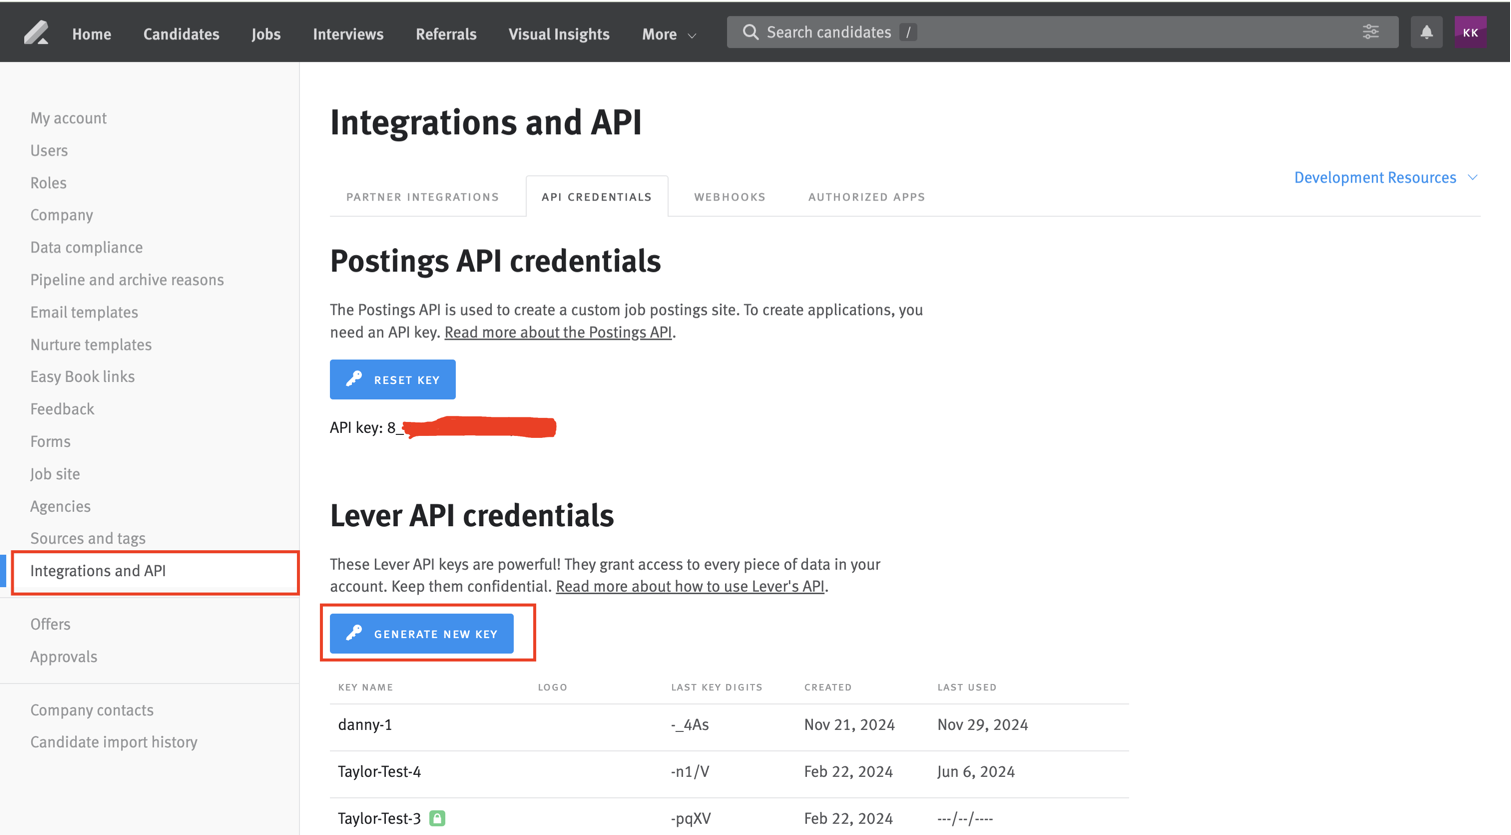 Home Candidates Jobs Interviews Referrals Visual Insights More Search candidates / KK
My account
Users
Roles
Company
Data compliance
Pipeline and archive reasons
Email templates
Nurture templates
Easy Book links
Feedback
Forms
Job site
Agencies
Sources and tags
Integrations and API
Offers
Approvals
Company contacts
Candidate import history
Integrations and API
Development Resources
PARTNER INTEGRATIONS API CREDENTIALS WEBHOOKS AUTHORIZED APPS
Postings API credentials
The Postings API is used to create a custom job postings site. To create applications, you
need an API key. Read more about the Postings API.
RESET KEY
API key: 8_
Lever API credentials
These Lever API keys are powerful! They grant access to every piece of data in your
account. Keep them confidential. Read more about how to use Lever's API.
GENERATE NEW KEY
KEY NAME LOGO LAST KEY DIGITS CREATED LAST USED
danny-1 -_4As Nov 21, 2024 Nov 29, 2024
Taylor-Test-4 -n1/V Feb 22, 2024 Jun 6, 2024
Taylor-Test-3 -pqXV Feb 22, 2024 ---/--/----